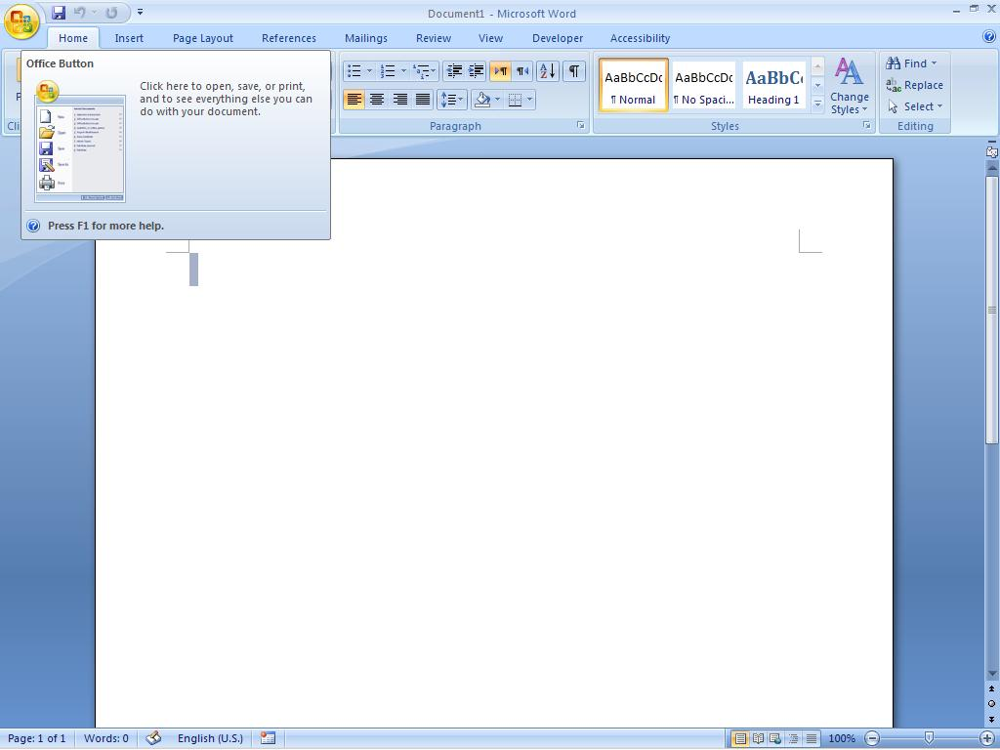 Document1 - Microsoft Word
Home Insert Page Layout References Mailings Review View Developer Accessibility
Office Button
Click here to open, save, or print,
and to see everything else you can
do with your document.
Press F1 for more help.
AaBbCcDc AaBbCcDc AaBbC
¶ Normal ¶ No Spaci... Heading 1
Change
Styles
Find
Replace
Select
Paragraph Styles Editing
Page: 1 of 1 Words: 0 English (U.S.) 100%